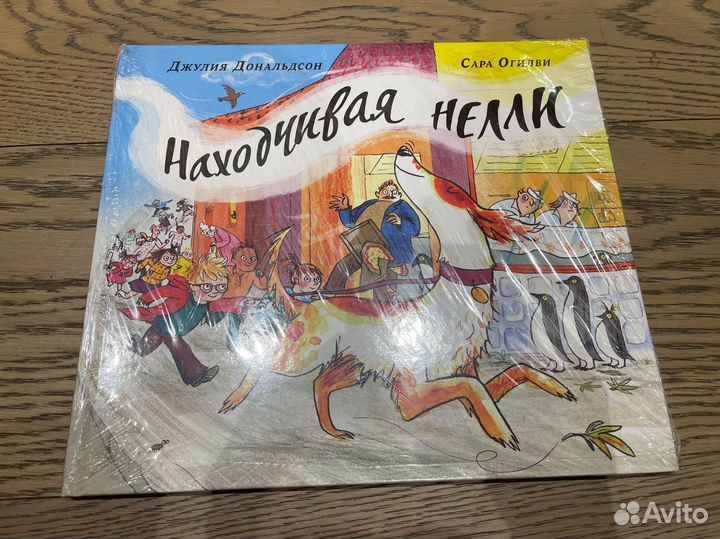 Джулия Дональдсон
Сара Огилви
Находчивая Нелли
Avito